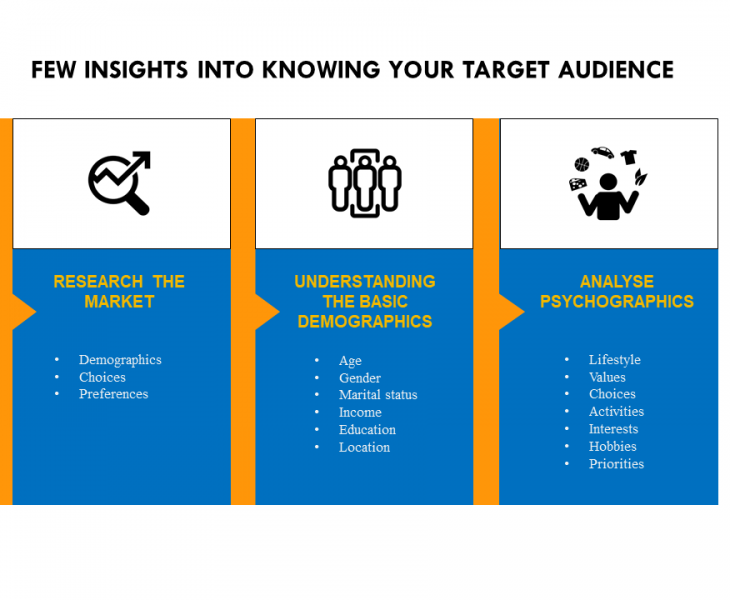 FEW INSIGHTS INTO KNOWING YOUR TARGET AUDIENCE
RESEARCH THE
MARKET
• Demographics
• Choices
• Preferences
UNDERSTANDING
THE BASIC
DEMOGRAPHICS
• Age
• Gender
• Marital status
• Income
• Education
• Location
ANALYSE
PSYCHOGRAPHICS
• Lifestyle
• Values
• Choices
• Activities
• Interests
• Hobbies
• Priorities